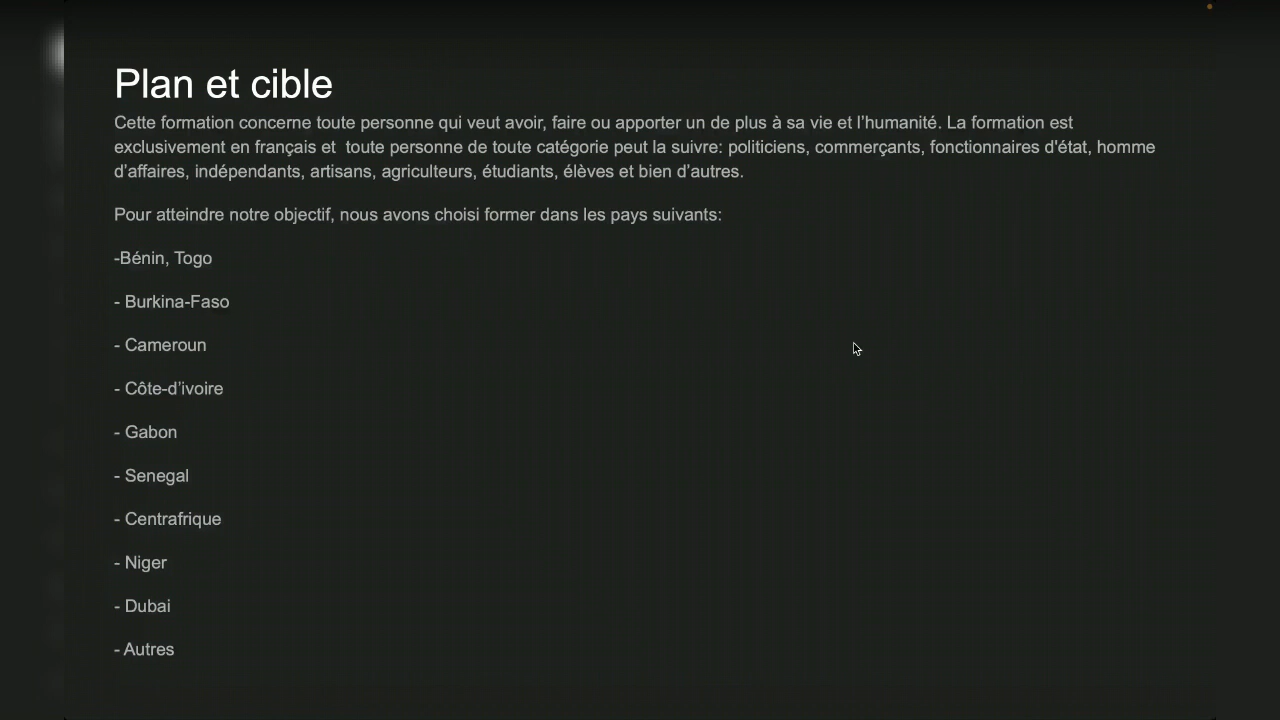 Plan et cible
Cette formation concerne toute personne qui veut avoir, faire ou apporter un de plus à sa vie et l’humanité. La formation est
exclusivement en français et  toute personne de toute catégorie peut la suivre: politiciens, commerçants, fonctionnaires d'état, homme
d’affaires, indépendants, artisans, agriculteurs, étudiants, élèves et bien d’autres.
Pour atteindre notre objectif, nous avons choisi former dans les pays suivants:
-Bénin, Togo
- Burkina-Faso
- Cameroun
- Côte-d’ivoire
- Gabon
- Senegal
- Centrafrique
- Niger
- Dubai
- Autres